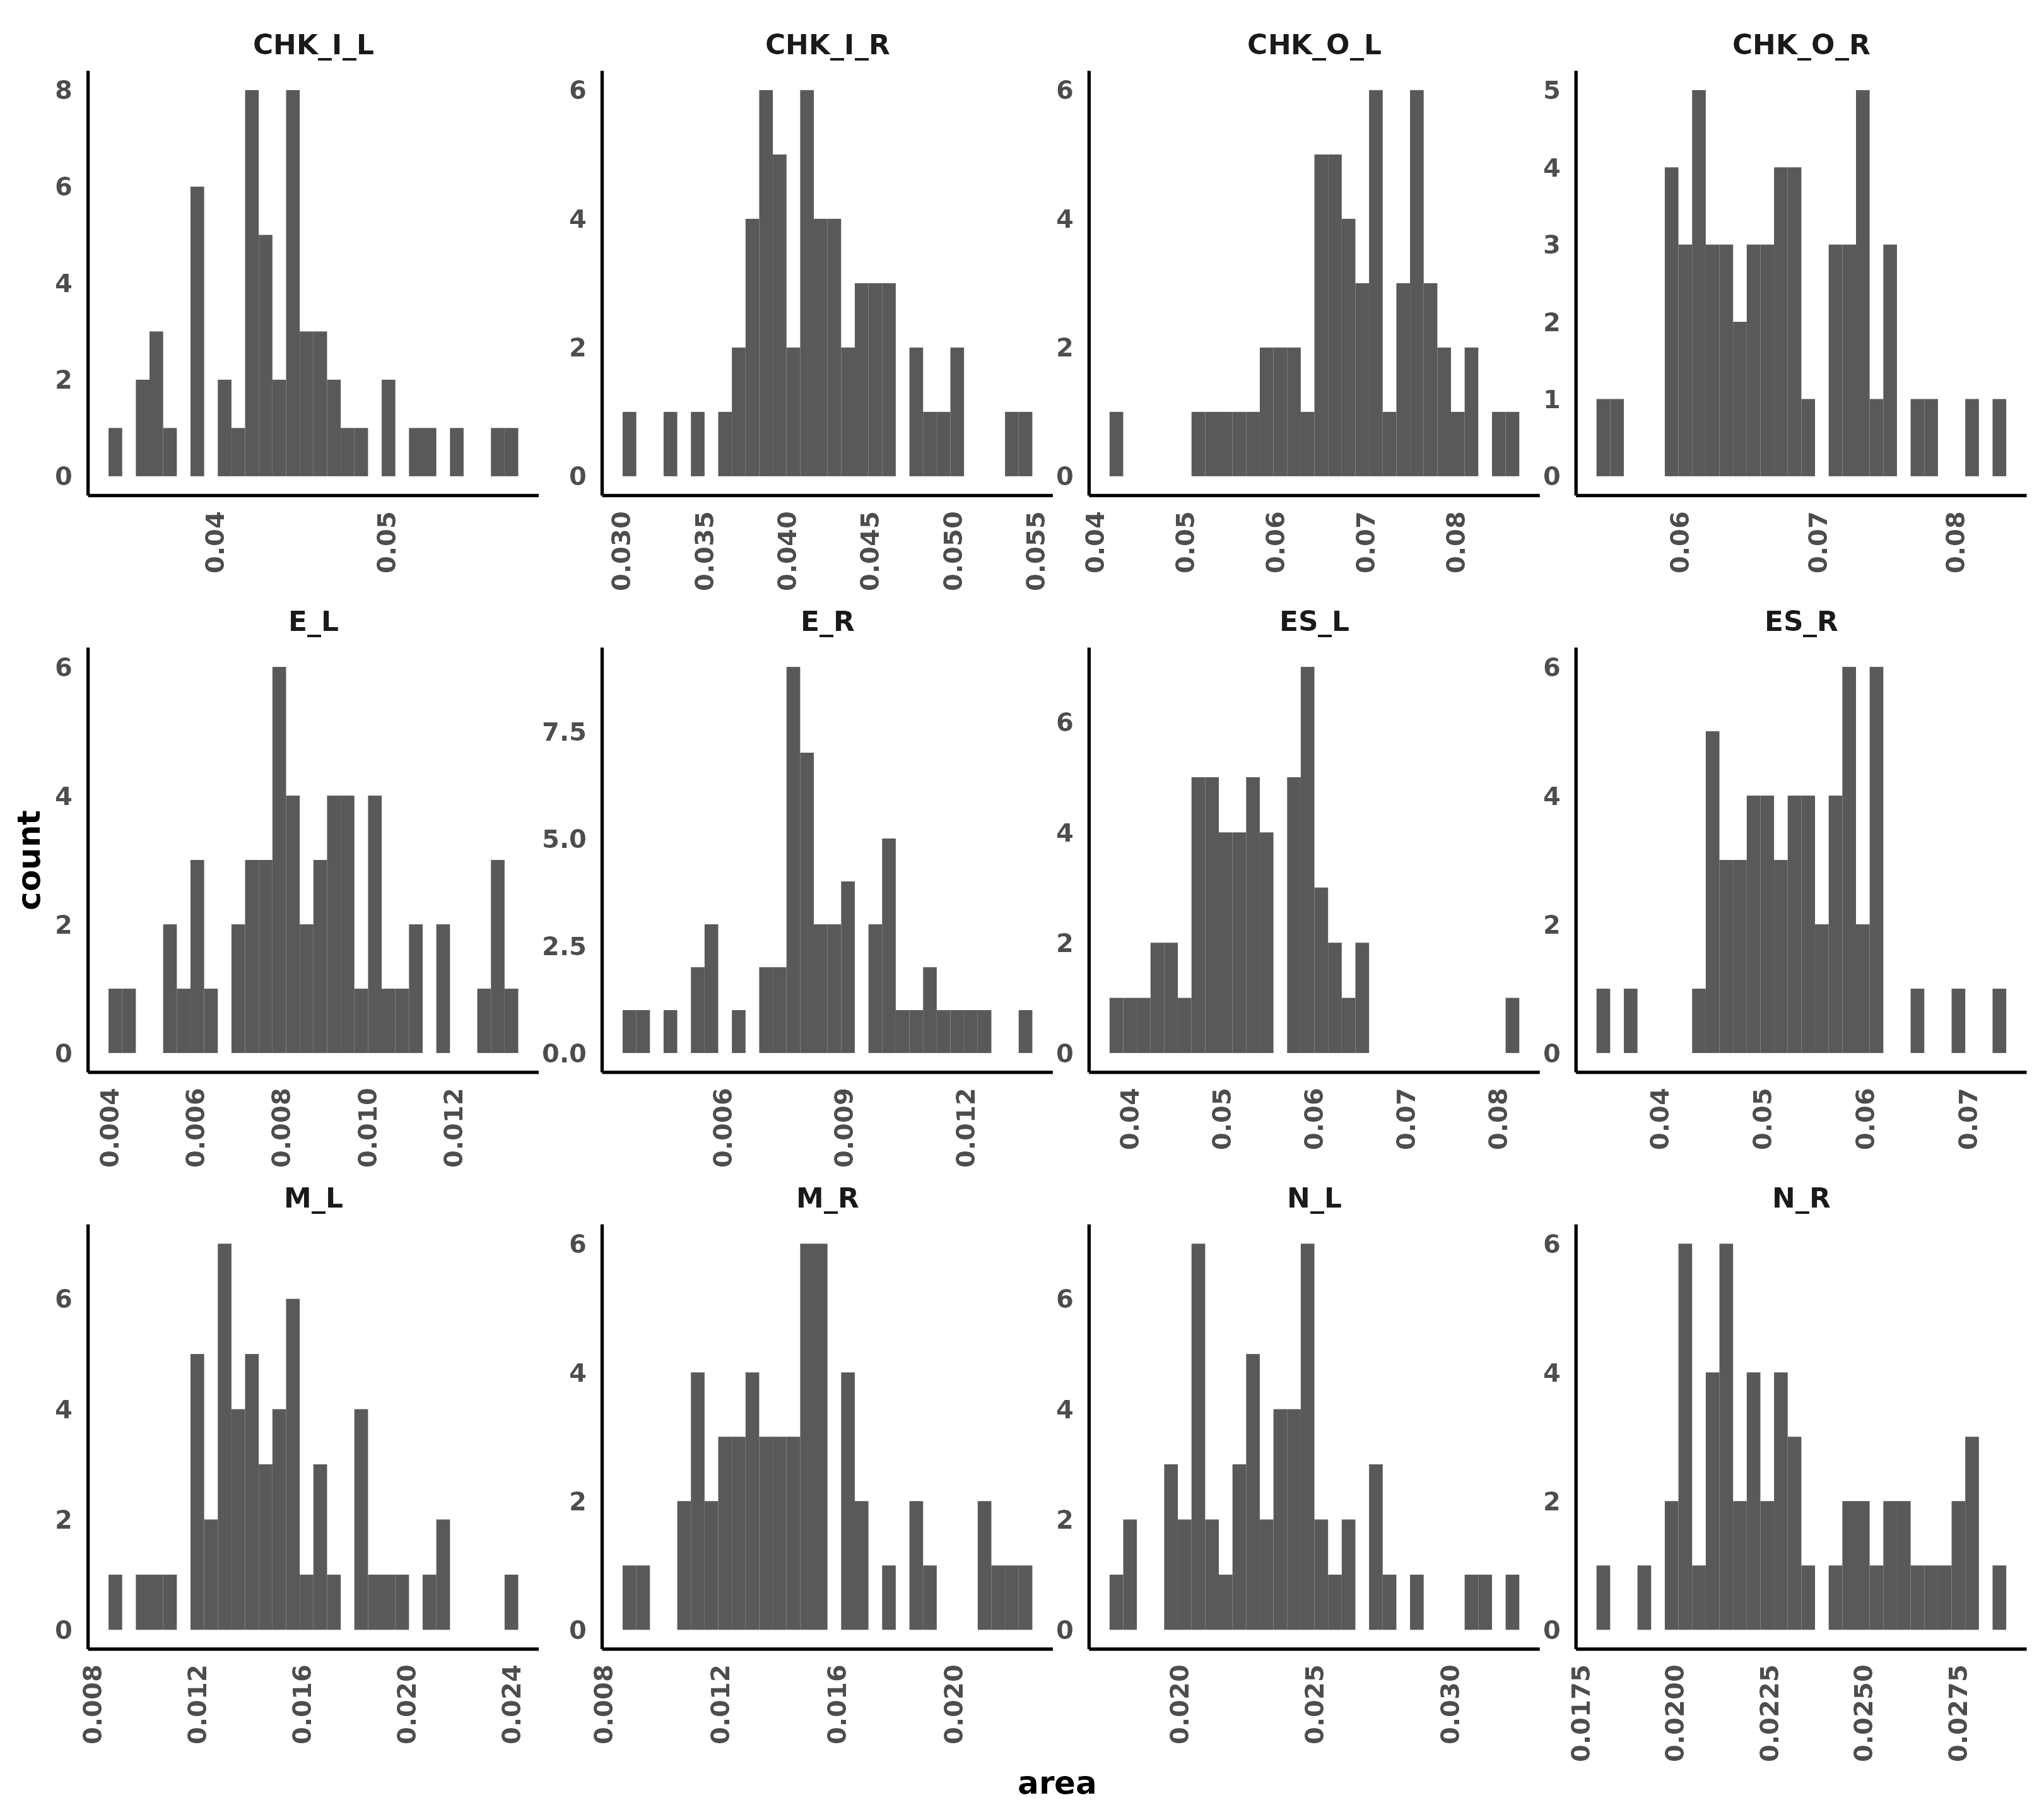 CHK_I_L CHK_I_R CHK_O_L CHK_O_R
8 6 6 5
4
6
4 4 3
4
2 2 2
2
1
0 0 0 0
0.04 0.05 0.030 0.035 0.040 0.045 0.050 0.055 0.04 0.05 0.06 0.07 0.08 0.06 0.07 0.08
E_L E_R ES_L ES_R
6 7.5 6 6
4 5.0 4 4
2 2.5 2 2
0 0.0 0 0
0.004 0.006 0.008 0.010 0.012 0.006 0.009 0.012 0.04 0.05 0.06 0.07 0.08 0.04 0.05 0.06 0.07
count
M_L M_R N_L N_R
6 6 6 6
4 4 4 4
2 2 2 2
0 0 0 0
0.008 0.012 0.016 0.020 0.024 0.008 0.012 0.016 0.020 0.020 0.025 0.030 0.0175 0.0200 0.0225 0.0250 0.0275
area